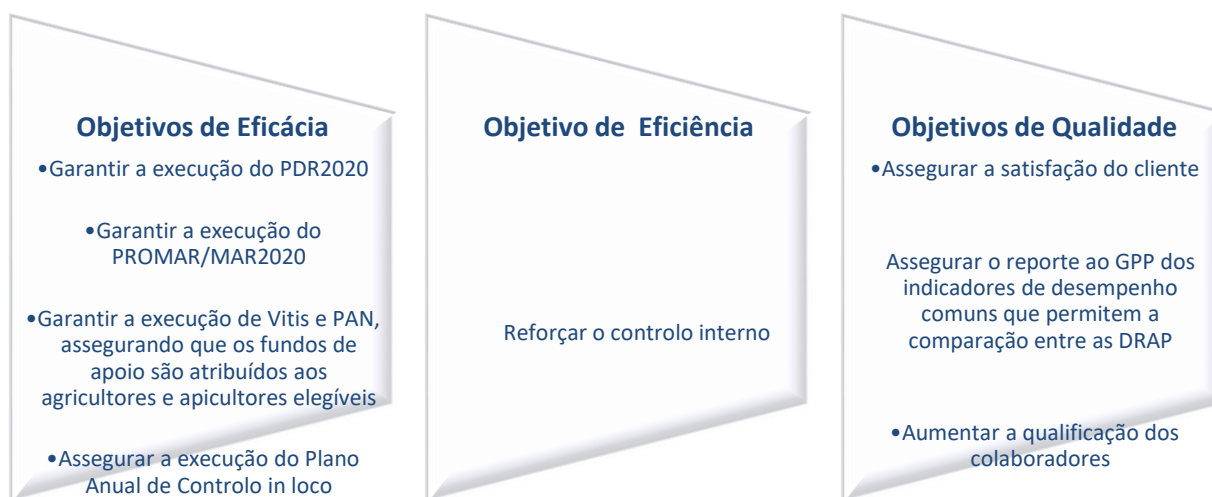 Objetivos de Eficácia
•Garantir a execução do PDR2020
•Garantir a execução do
PROMAR/MAR2020
•Garantir a execução de Vitis e PAN,
assegurando que os fundos de
apoio são atribuídos aos
agricultores e apicultores elegíveis
•Assegurar a execução do Plano
Anual de Controlo in loco
Objetivo de Eficiência
Reforçar o controlo interno
Objetivos de Qualidade
•Assegurar a satisfação do cliente
Assegurar o reporte ao GPP dos
indicadores de desempenho
comuns que permitem a
comparação entre as DRAP
•Aumentar a qualificação dos
colaboradores